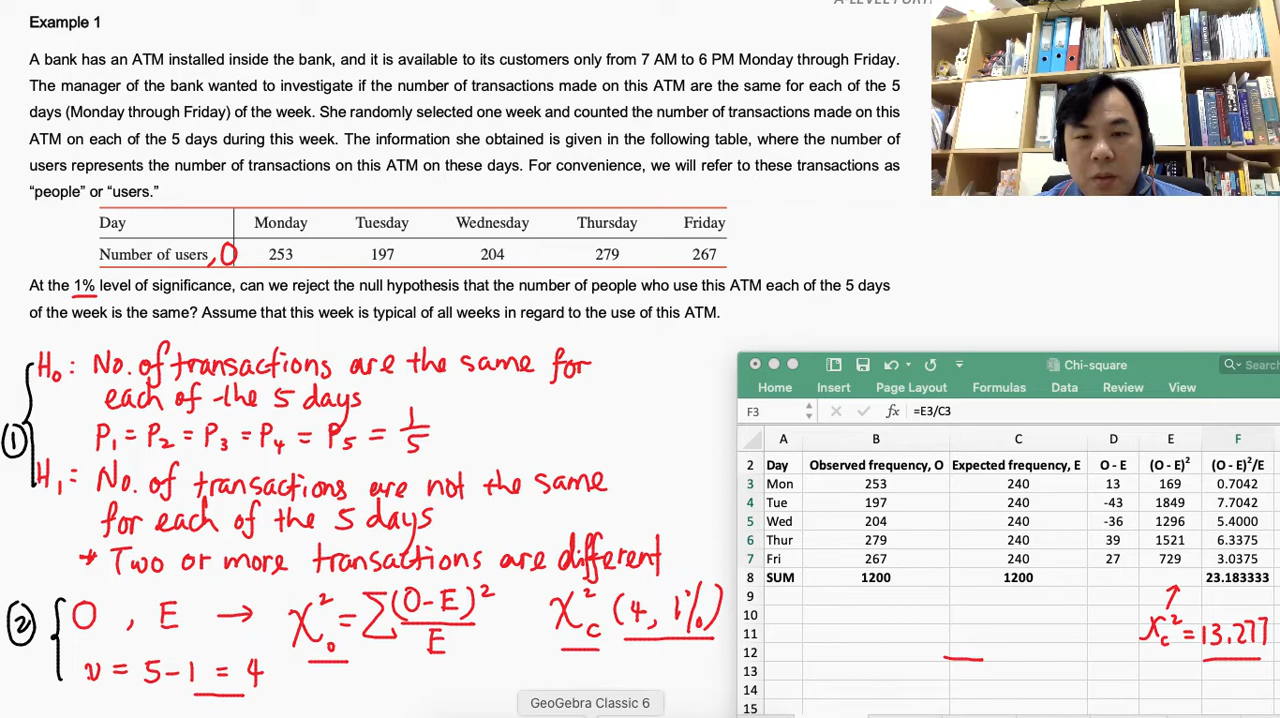 Example 1
A bank has an ATM installed inside the bank, and it is available to its customers only from 7 AM to 6 PM Monday through Friday.
The manager of the bank wanted to investigate if the number of transactions made on this ATM are the same for each of the 5
days (Monday through Friday) of the week. She randomly selected one week and counted the number of transactions made on this
ATM on each of the 5 days during this week. The information she obtained is given in the following table, where the number of
users represents the number of transactions on this ATM on these days. For convenience, we will refer to these transactions as
“people” or “users.”
Day Monday Tuesday Wednesday Thursday Friday
Number of users, O 253 197 204 279 267
At the 1% level of significance, can we reject the null hypothesis that the number of people who use this ATM each of the 5 days
of the week is the same? Assume that this week is typical of all weeks in regard to the use of this ATM.
① H₀: No. of transactions are the same for
each of the 5 days
P₁ = P₂ = P₃ = P₄ = P₅ = 1/5
H₁: No. of transactions are not the same
for each of the 5 days
* Two or more transactions are different
② O , E → χ²₀ = Σ(O-E)²/E χ²c (4, 1%)
ν = 5-1 = 4
GeoGebra Classic 6
Chi-square
Search
Home Insert Page Layout Formulas Data Review View
F3 fx =E3/C3
A B C D E F
2 Day Observed frequency, O Expected frequency, E O - E (O - E)² (O - E)²/E
3 Mon 253 240 13 169 0.7042
4 Tue 197 240 -43 1849 7.7042
5 Wed 204 240 -36 1296 5.4000
6 Thur 279 240 39 1521 6.3375
7 Fri 267 240 27 729 3.0375
8 SUM 1200 1200 23.183333
9
10
11 χ²c = 13.277
12
13
14
15